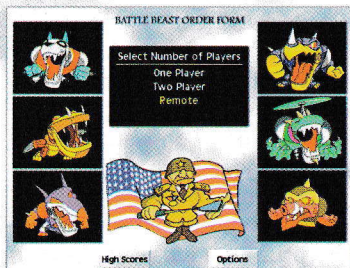 BATTLE BEAST ORDER FORM
Select Number of Players
One Player
Two Player
Remote
High Scores
Options